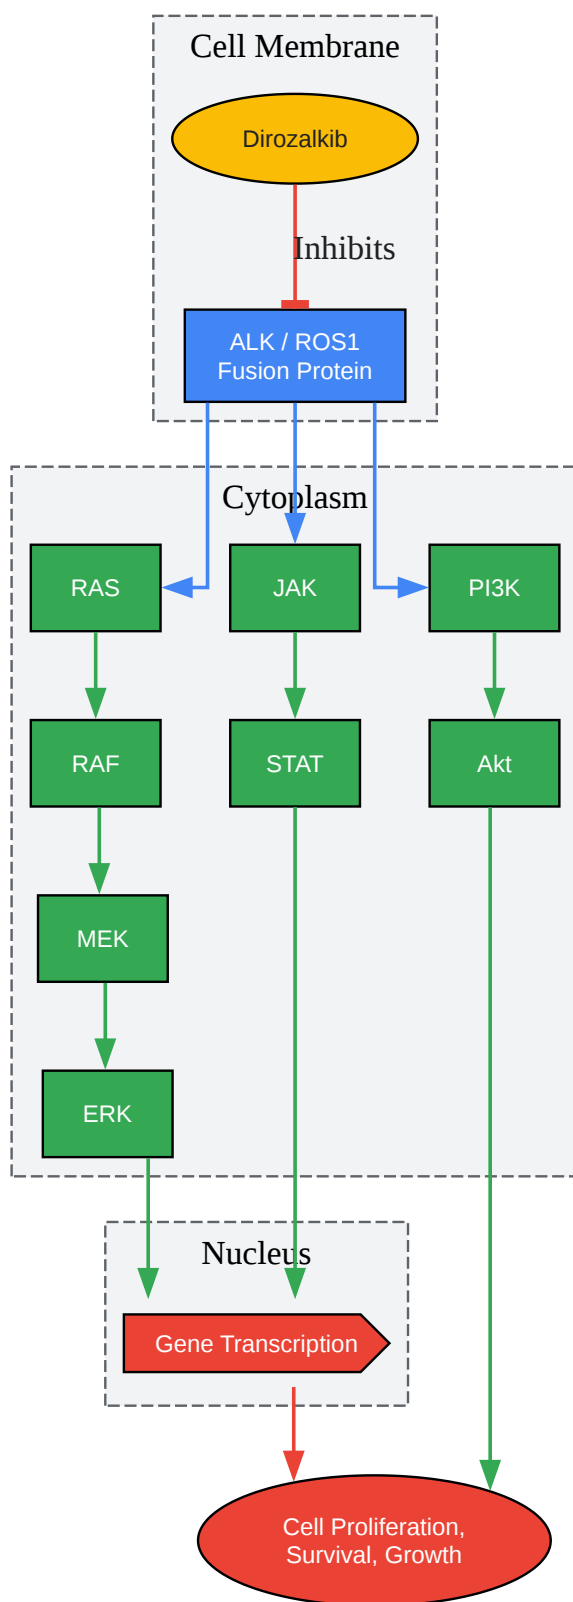 Cell Membrane
Dirozalkib
Inhibits
ALK / ROS1
Fusion Protein
Cytoplasm
RAS
JAK
PI3K
RAF
STAT
Akt
MEK
ERK
Nucleus
Gene Transcription
Cell Proliferation,
Survival, Growth